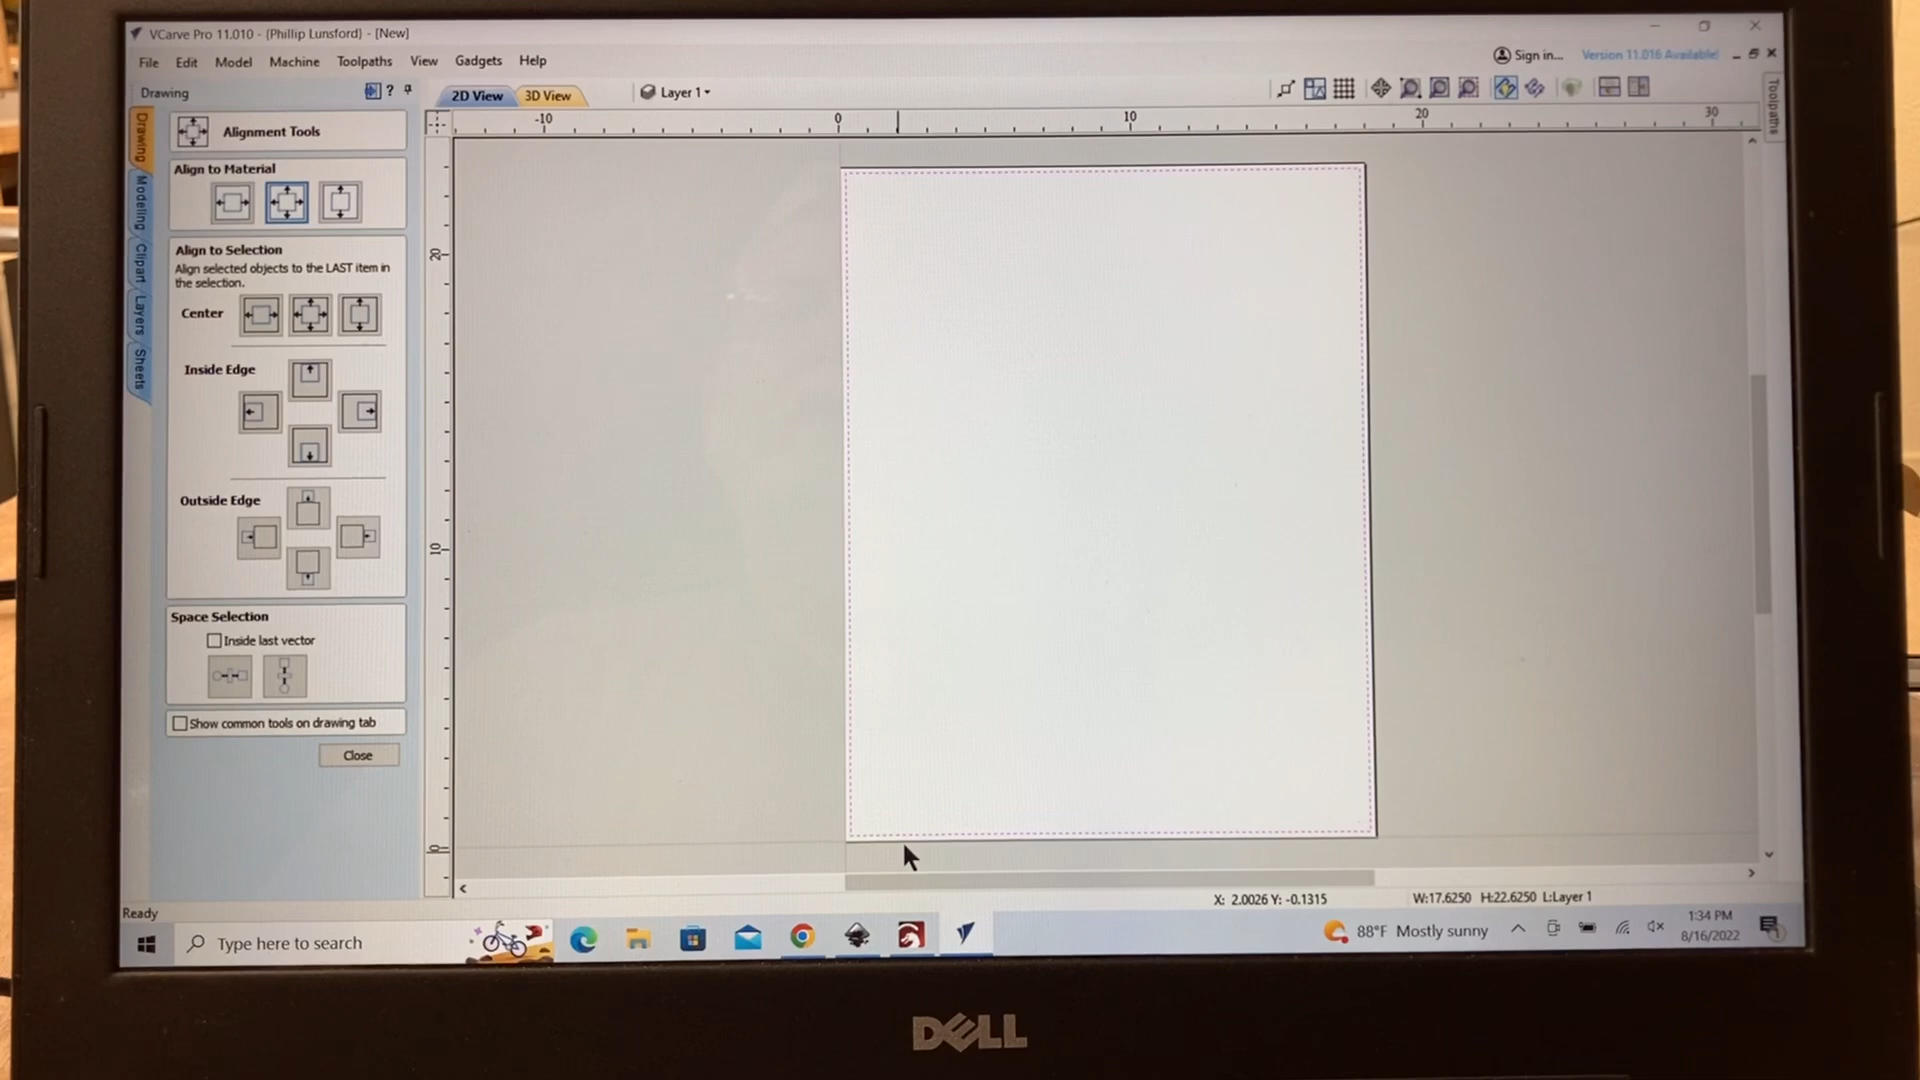 VCarve Pro 11.010 - {Phillip Lunsford} - [New]
File Edit Model Machine Toolpaths View Gadgets Help
Sign in... Version 11.016 Available!
Drawing
?
2D View 3D View Layer 1
Toolpaths
Drawing
Modeling
Clipart
Layers
Sheets
-10 0 10 20 30
20
10
0
Alignment Tools
Align to Material
Align to Selection
Align selected objects to the LAST item in
the selection.
Center
Inside Edge
Outside Edge
Space Selection
Inside last vector
Show common tools on drawing tab
Close
X: 2.0026 Y: -0.1315 W:17.6250 H:22.6250 L:Layer 1
Ready
Type here to search
88°F Mostly sunny
1:34 PM
8/16/2022
DELL